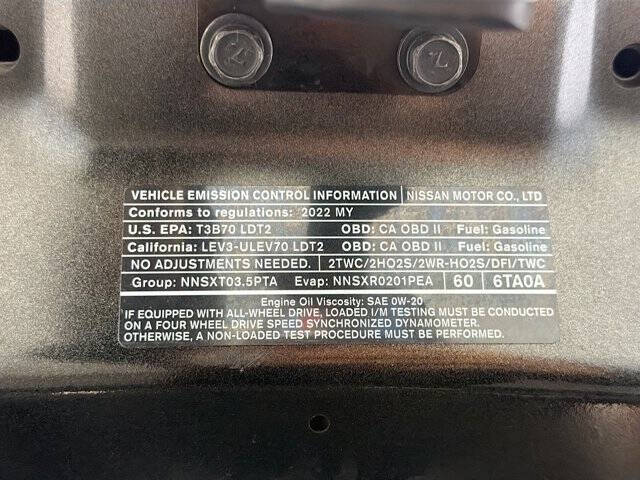 VEHICLE EMISSION CONTROL INFORMATION NISSAN MOTOR CO., LTD
Conforms to regulations: 2022 MY
U.S. EPA: T3B70 LDT2 OBD: CA OBD II Fuel: Gasoline
California: LEV3-ULEV70 LDT2 OBD: CA OBD II Fuel: Gasoline
NO ADJUSTMENTS NEEDED. 2TWC/2HO2S/2WR-HO2S/DFI/TWC
Group: NNSXT03.5PTA Evap: NNSXR0201PEA 60 6TA0A
Engine Oil Viscosity: SAE 0W-20
IF EQUIPPED WITH ALL-WHEEL DRIVE, LOADED I/M TESTING MUST BE CONDUCTED
ON A FOUR WHEEL DRIVE SPEED SYNCHRONIZED DYNAMOMETER.
OTHERWISE, A NON-LOADED TEST PROCEDURE MUST BE PERFORMED.